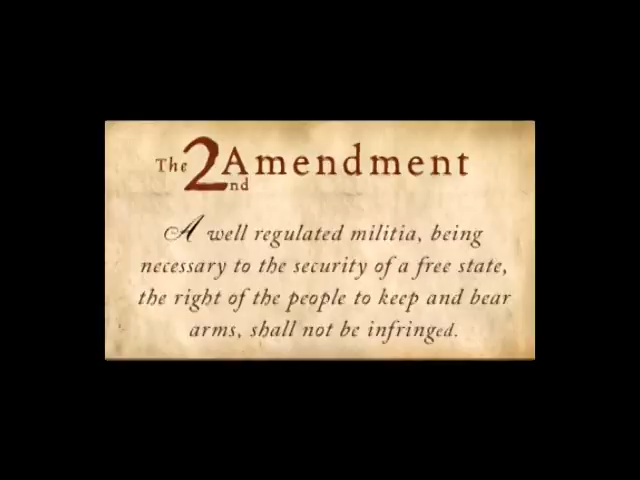 The 2nd Amendment
A well regulated militia, being
necessary to the security of a free state,
the right of the people to keep and bear
arms, shall not be infringed.